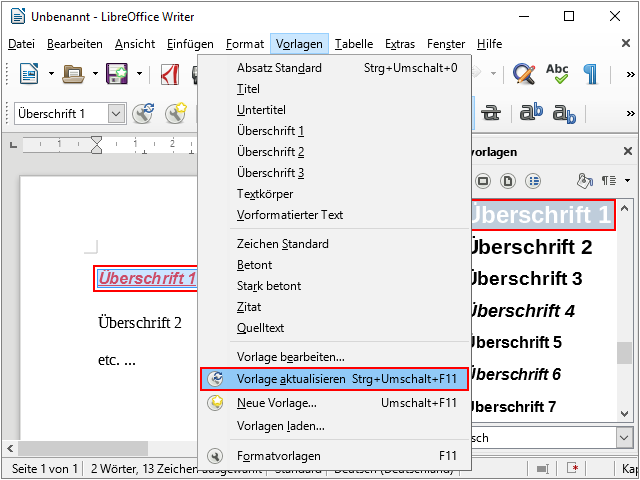 Unbenannt - LibreOffice Writer
Datei Bearbeiten Ansicht Einfügen Format Vorlagen Tabelle Extras Fenster Hilfe
Überschrift 1
Absatz Standard Strg+Umschalt+0
Titel
Untertitel
Überschrift 1
Überschrift 2
Überschrift 3
Textkörper
Vorformatierter Text
Zeichen Standard
Betont
Stark betont
Zitat
Quelltext
Vorlage bearbeiten...
Vorlage aktualisieren Strg+Umschalt+F11
Neue Vorlage... Umschalt+F11
Vorlagen laden...
Formatvorlagen F11
1 1 2
Überschrift 1
Überschrift 2
etc. ...
vorlagen
Überschrift 1
Überschrift 2
Überschrift 3
Überschrift 4
Überschrift 5
Überschrift 6
Überschrift 7
sch
Seite 1 von 1 2 Wörter, 13 Zeichen ausgewählt Standard Deutsch (Deutschland)